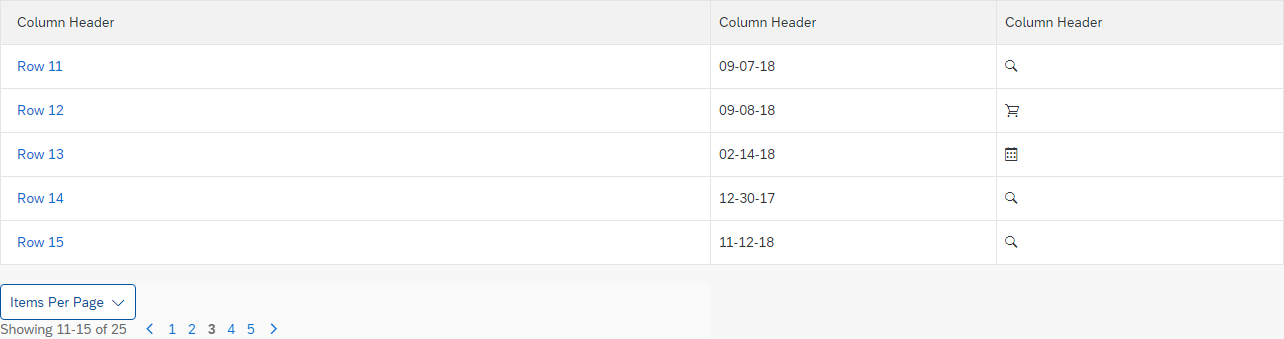 Column Header Column Header Column Header
Row 11 09-07-18
Row 12 09-08-18
Row 13 02-14-18
Row 14 12-30-17
Row 15 11-12-18
Items Per Page
Showing 11-15 of 25 1 2 3 4 5